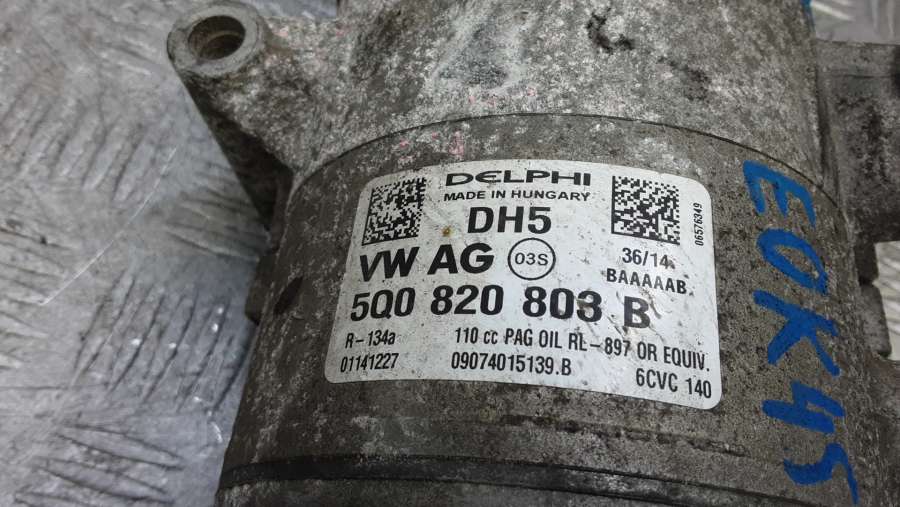 DELPHI
MADE IN HUNGARY
DH5
VW AG 03S
36/14
BAAAAAB
06576349
5Q0 820 803 B
R-134a 110 cc PAG OIL RL-897 OR EQUIV.
01141227 09074015139.B 6CVC 140
EOK45